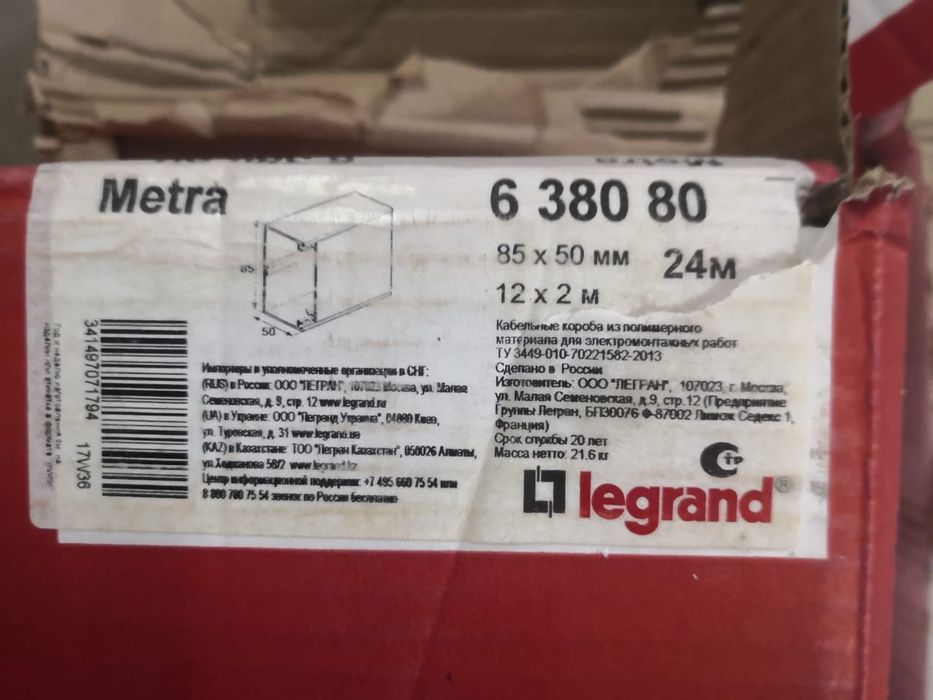 Metra
85
50
6 380 80
85 x 50 мм
24м
12 x 2 м
Кабельные короба из полимерного
материала для электромонтажных работ
ТУ 3449-010-70221582-2013
Сделано в России
Изготовитель: ООО "ЛЕГРАН", 107023, г. Москва,
ул. Малая Семеновская, д.9, стр.12 (Предприятие
Группы Легран, БП30076 Ф-87002 Лимож Седекс 1,
Франция)
Срок службы 20 лет
Масса нетто: 21.6 кг
Импортеры и уполномоченные организации в СНГ:
(RUS) в России: ООО "ЛЕГРАН", 107023 Москва, ул. Малая
Семеновская, д. 9, стр. 12 www.legrand.ru
(UA) в Украине: ООО "Легранд Украина", 04080 Киев,
ул. Туровская, д. 31 www.legrand.ua
(KAZ) в Казахстане: ТОО "Легран Казахстан", 050026 Алматы,
www.legrand.kz
Центр информационной поддержки: +7 495 660 75 54 или
8 800 700 75 54 звонок по России бесплатно
3414970717794 17W36
legrand®
Metra